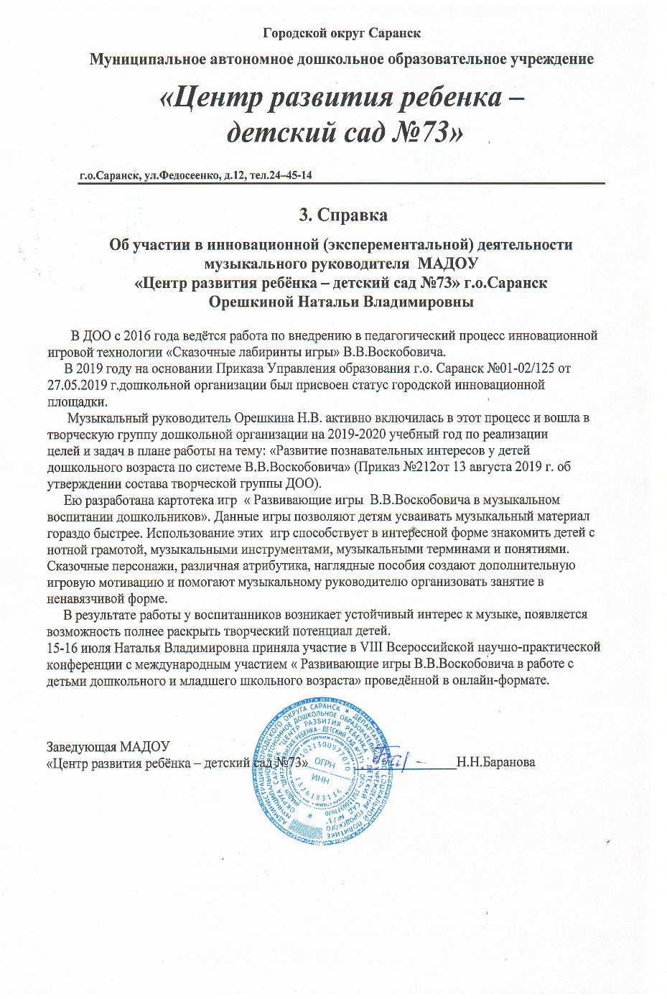 Городской округ Саранск
Муниципальное автономное дошкольное образовательное учреждение
«Центр развития ребенка –
детский сад №73»
г.о.Саранск, ул.Федосеенко, д.12, тел.24–45-14
3. Справка
Об участии в инновационной (эксперементальной) деятельности
музыкального руководителя МАДОУ
«Центр развития ребёнка – детский сад №73» г.о.Саранск
Орешкиной Натальи Владимировны
В ДОО с 2016 года ведётся работа по внедрению в педагогический процесс инновационной
игровой технологии «Сказочные лабиринты игры» В.В.Воскобовича.
В 2019 году на основании Приказа Управления образования г.о. Саранск №01-02/125 от
27.05.2019 г.дошкольной организации был присвоен статус городской инновационной
площадки.
Музыкальный руководитель Орешкина Н.В. активно включилась в этот процесс и вошла в
творческую группу дошкольной организации на 2019-2020 учебный год по реализации
целей и задач в плане работы на тему: «Развитие познавательных интересов у детей
дошкольного возраста по системе В.В.Воскобовича» (Приказ №212от 13 августа 2019 г. об
утверждении состава творческой группы ДОО).
Ею разработана картотека игр « Развивающие игры В.В.Воскобовича в музыкальном
воспитании дошкольников». Данные игры позволяют детям усваивать музыкальный материал
гораздо быстрее. Использование этих игр способствует в интересной форме знакомить детей с
нотной грамотой, музыкальными инструментами, музыкальными терминами и понятиями.
Сказочные персонажи, различная атрибутика, наглядные пособия создают дополнительную
игровую мотивацию и помогают музыкальному руководителю организовать занятие в
ненавязчивой форме.
В результате работы у воспитанников возникает устойчивый интерес к музыке, появляется
возможность полнее раскрыть творческий потенциал детей.
15-16 июля Наталья Владимировна приняла участие в VIII Всероссийской научно-практической
конференции с международным участием « Развивающие игры В.В.Воскобовича в работе с
детьми дошкольного и младшего школьного возраста» проведённой в онлайн-формате.
Заведующая МАДОУ
«Центр развития ребёнка – детский сад №73» Н.Н.Баранова
1021300977070
ОГРН
ИНН
1326183136